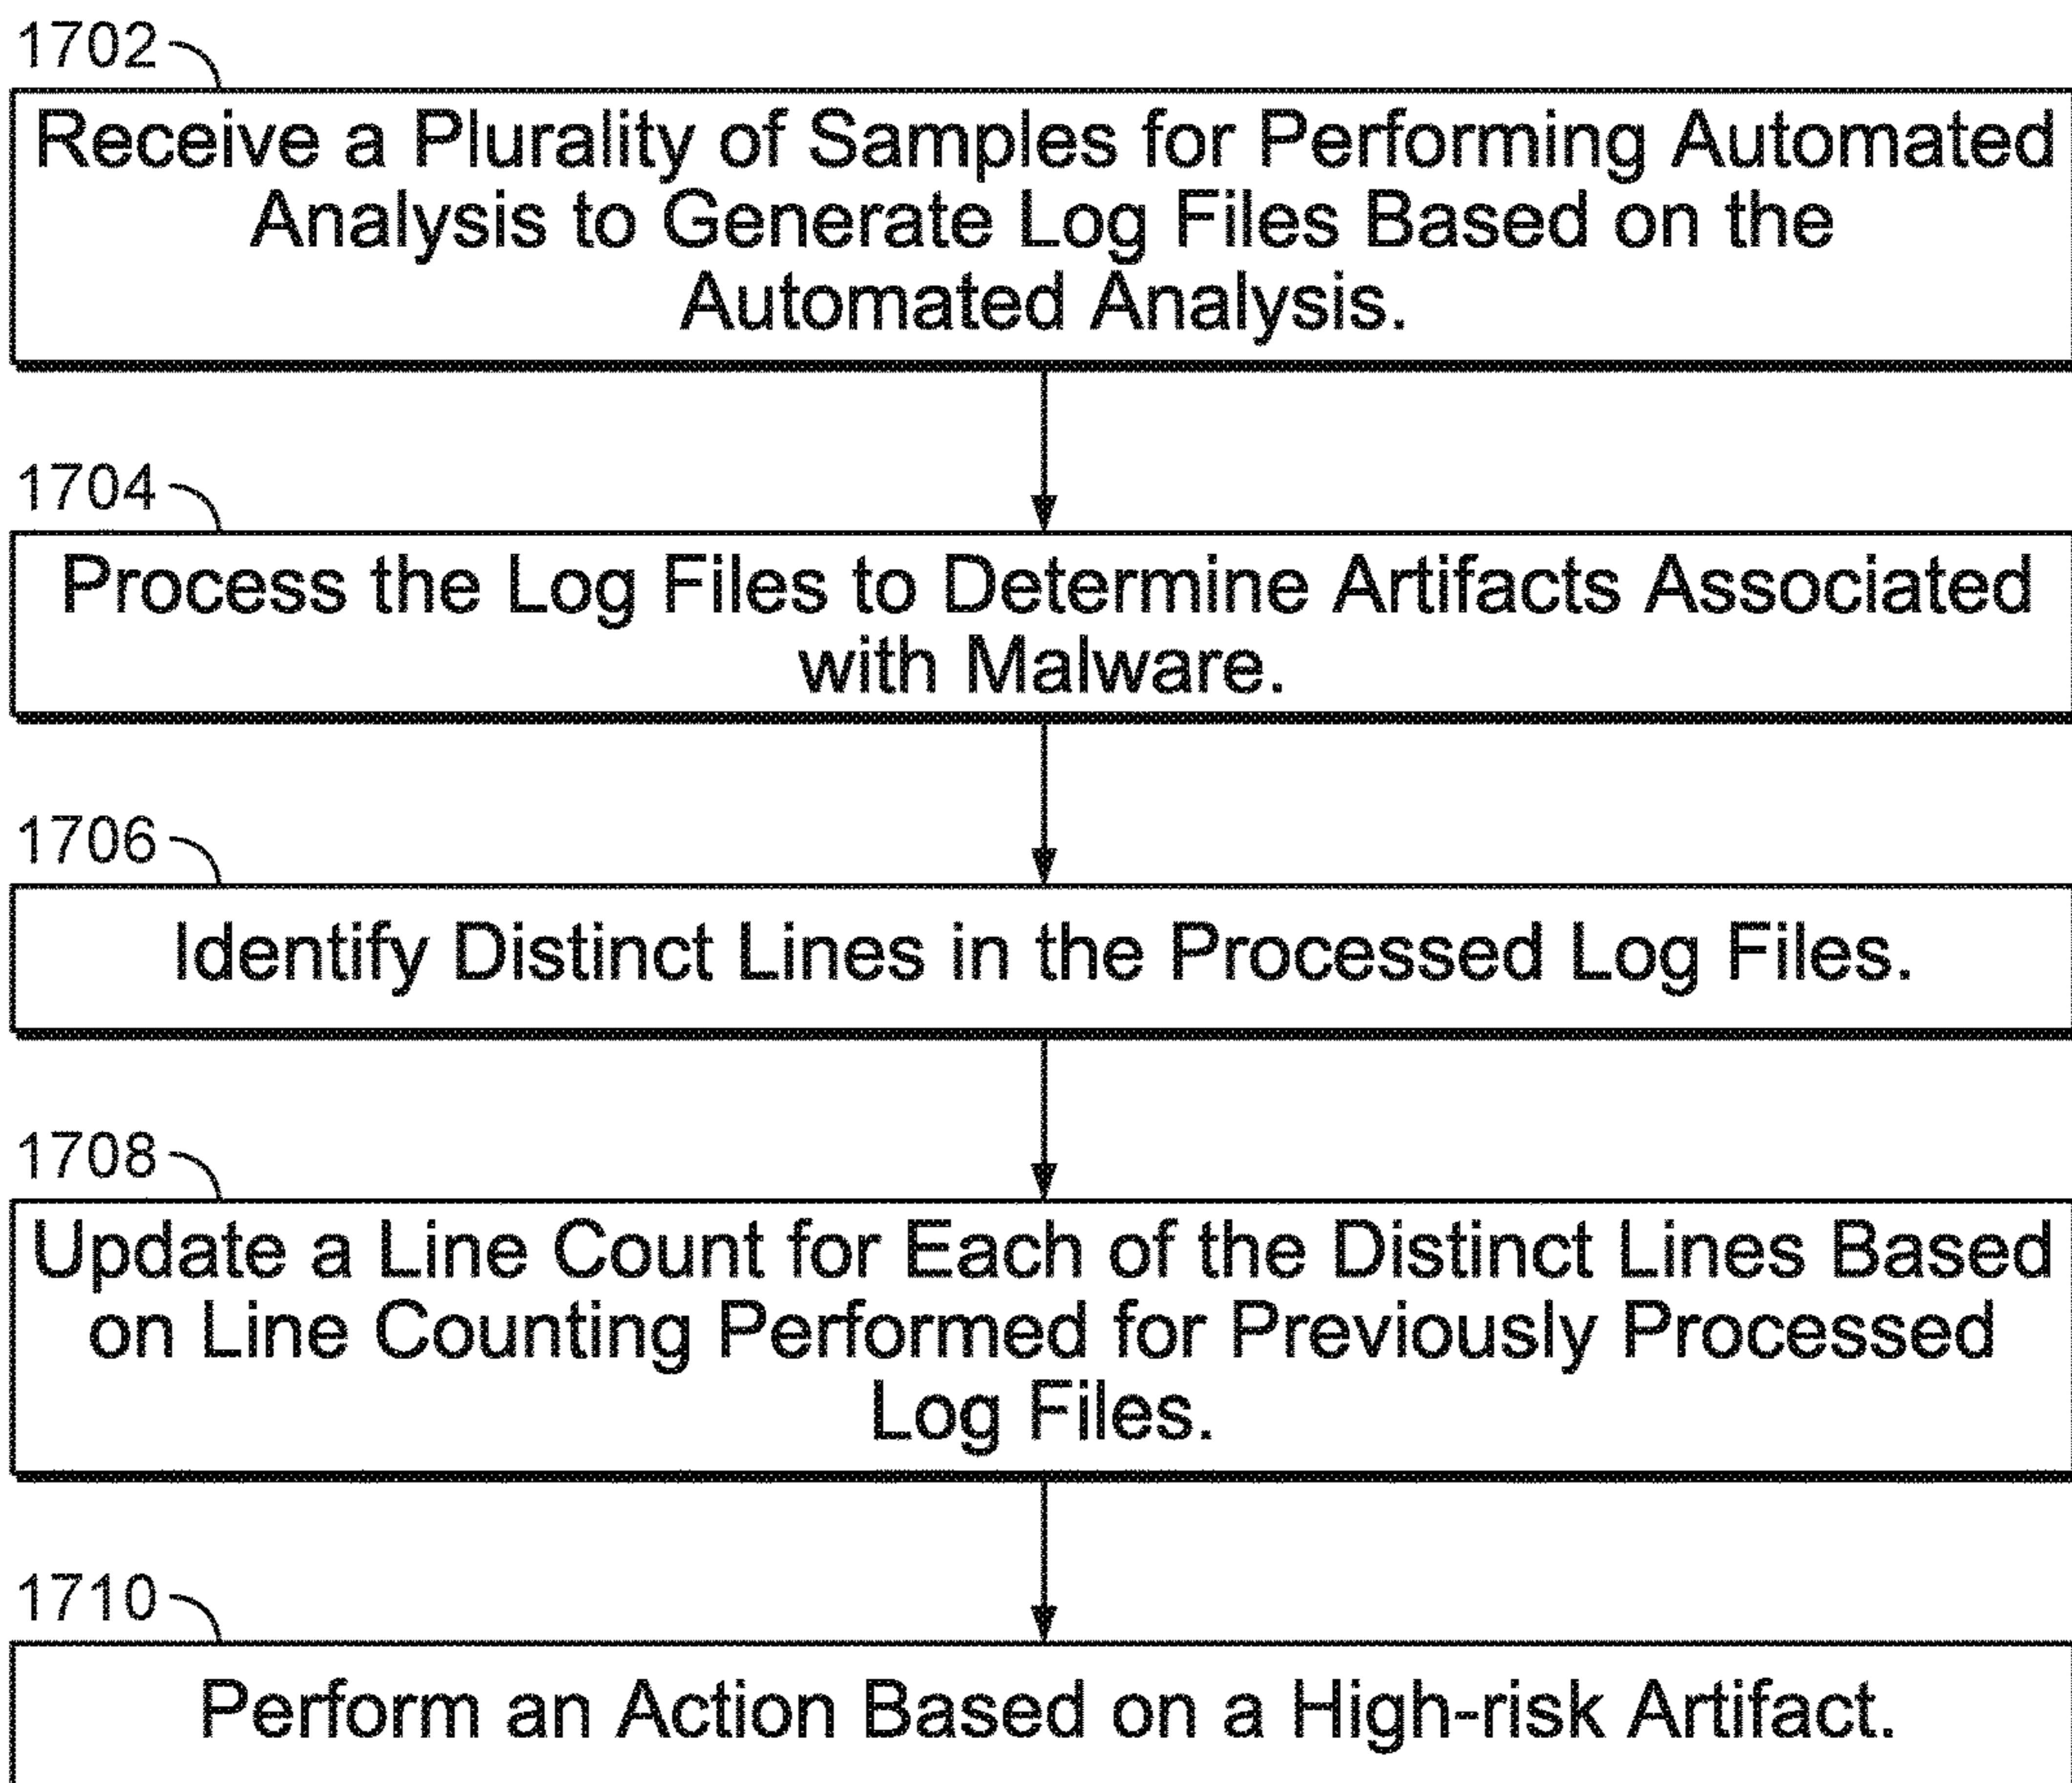 1702
Receive a Plurality of Samples for Performing Automated
Analysis to Generate Log Files Based on the
Automated Analysis.
1704
Process the Log Files to Determine Artifacts Associated
with Malware.
1706
Identify Distinct Lines in the Processed Log Files.
1708
Update a Line Count for Each of the Distinct Lines Based
on Line Counting Performed for Previously Processed
Log Files.
1710
Perform an Action Based on a High-risk Artifact.